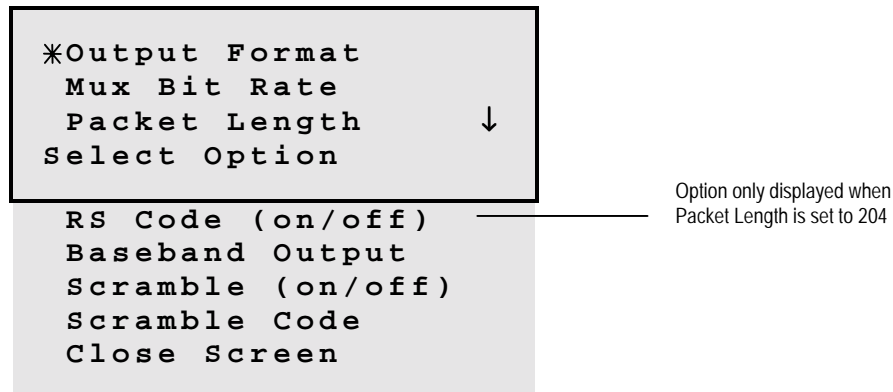 *Output Format
Mux Bit Rate
Packet Length ↓
Select Option
RS Code (on/off)
Baseband Output
Scramble (on/off)
Scramble Code
Close Screen
Option only displayed when
Packet Length is set to 204